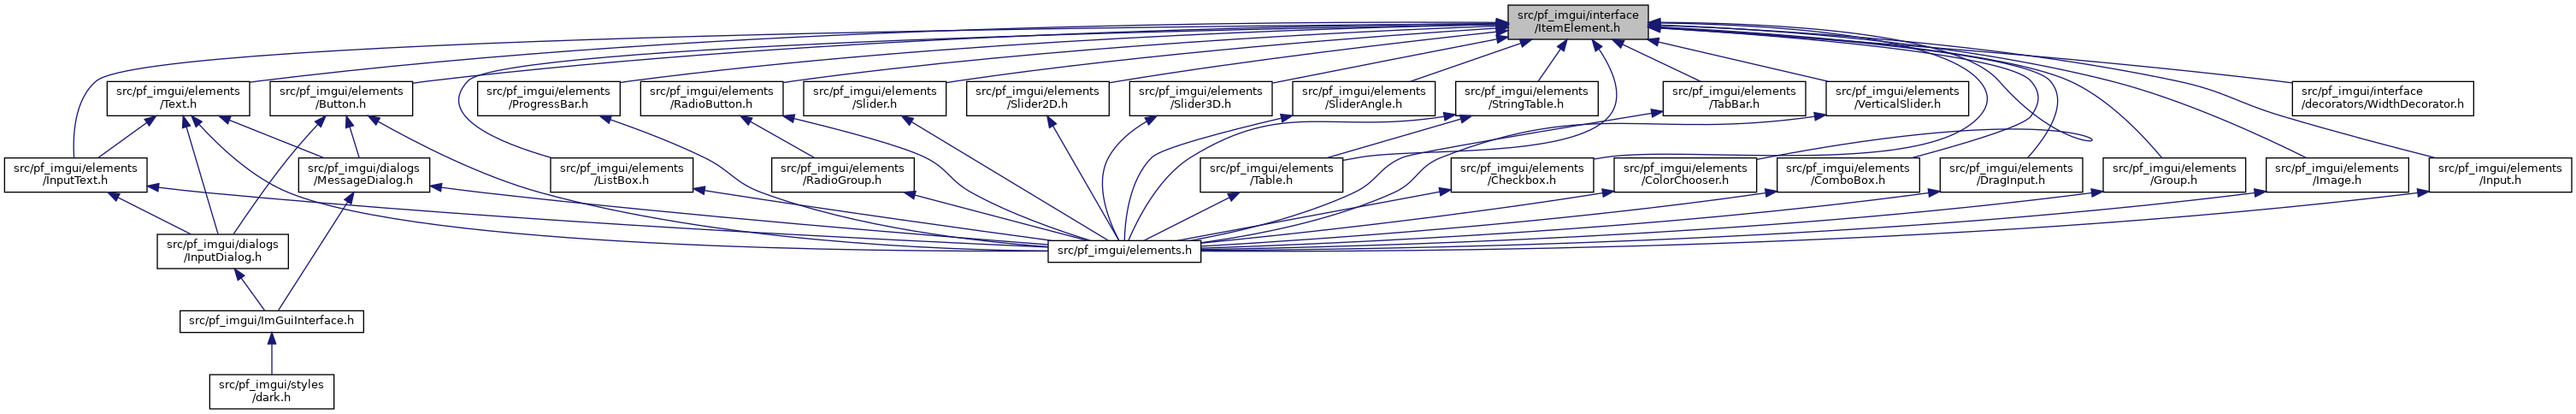 src/pf_imgui/interface
/ItemElement.h
src/pf_imgui/elements
/Text.h
src/pf_imgui/elements
/Button.h
src/pf_imgui/elements
/ProgressBar.h
src/pf_imgui/elements
/RadioButton.h
src/pf_imgui/elements
/Slider.h
src/pf_imgui/elements
/Slider2D.h
src/pf_imgui/elements
/Slider3D.h
src/pf_imgui/elements
/SliderAngle.h
src/pf_imgui/elements
/StringTable.h
src/pf_imgui/elements
/TabBar.h
src/pf_imgui/elements
/VerticalSlider.h
src/pf_imgui/interface
/decorators/WidthDecorator.h
src/pf_imgui/elements
/InputText.h
src/pf_imgui/dialogs
/MessageDialog.h
src/pf_imgui/elements
/ListBox.h
src/pf_imgui/elements
/RadioGroup.h
src/pf_imgui/elements
/Table.h
src/pf_imgui/elements
/Checkbox.h
src/pf_imgui/elements
/ColorChooser.h
src/pf_imgui/elements
/ComboBox.h
src/pf_imgui/elements
/DragInput.h
src/pf_imgui/elements
/Group.h
src/pf_imgui/elements
/Image.h
src/pf_imgui/elements
/Input.h
src/pf_imgui/dialogs
/InputDialog.h
src/pf_imgui/elements.h
src/pf_imgui/ImGuiInterface.h
src/pf_imgui/styles
/dark.h